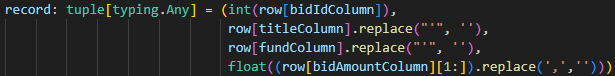 record: tuple[typing.Any] = (int(row[bidIdColumn]),
row[titleColumn].replace("'", ''),
row[fundColumn].replace("'", ''),
float((row[bidAmountColumn][1:]).replace(',','')))